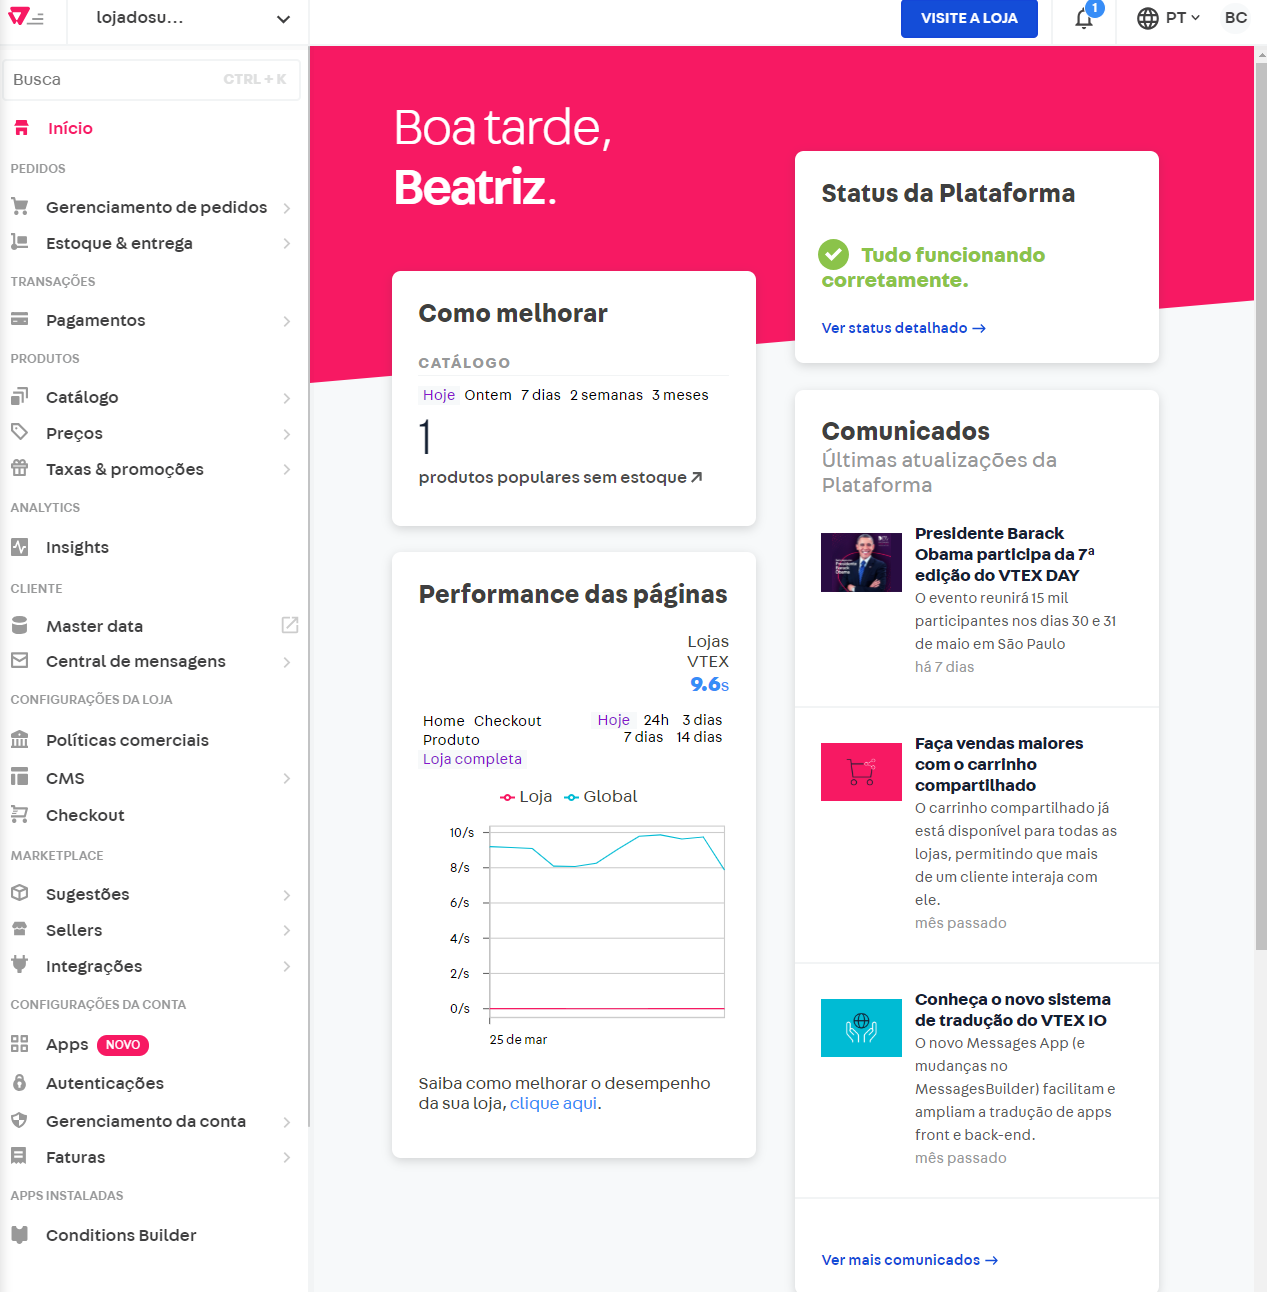 lojadosu...
VISITE A LOJA
1
PT
BC
Busca
CTRL + K
Início
PEDIDOS
Gerenciamento de pedidos
Estoque & entrega
TRANSAÇÕES
Pagamentos
PRODUTOS
Catálogo
Preços
Taxas & promoções
ANALYTICS
Insights
CLIENTE
Master data
Central de mensagens
CONFIGURAÇÕES DA LOJA
Políticas comerciais
CMS
Checkout
MARKETPLACE
Sugestões
Sellers
Integrações
CONFIGURAÇÕES DA CONTA
Apps NOVO
Autenticações
Gerenciamento da conta
Faturas
APPS INSTALADAS
Conditions Builder
Boa tarde,
Beatriz.
Como melhorar
CATÁLOGO
Hoje Ontem 7 dias 2 semanas 3 meses
1
produtos populares sem estoque
Performance das páginas
Lojas
VTEX
9.6s
Home Checkout
Produto
Loja completa
Hoje 24h 3 dias
7 dias 14 dias
Loja Global
10/s
8/s
6/s
4/s
2/s
0/s
25 de mar
Saiba como melhorar o desempenho
da sua loja, clique aqui.
Status da Plataforma
Tudo funcionando
corretamente.
Ver status detalhado →
Comunicados
Últimas atualizações da
Plataforma
Presidente
Barack
Obama
Presidente Barack
Obama participa da 7ª
edição do VTEX DAY
O evento reunirá 15 mil
participantes nos dias 30 e 31
de maio em São Paulo
há 7 dias
Faça vendas maiores
com o carrinho
compartilhado
O carrinho compartilhado já
está disponível para todas as
lojas, permitindo que mais
de um cliente interaja com
ele.
mês passado
Conheça o novo sistema
de tradução do VTEX IO
O novo Messages App (e
mudanças no
MessagesBuilder) facilitam e
ampliam a tradução de apps
front e back-end.
mês passado
Ver mais comunicados →